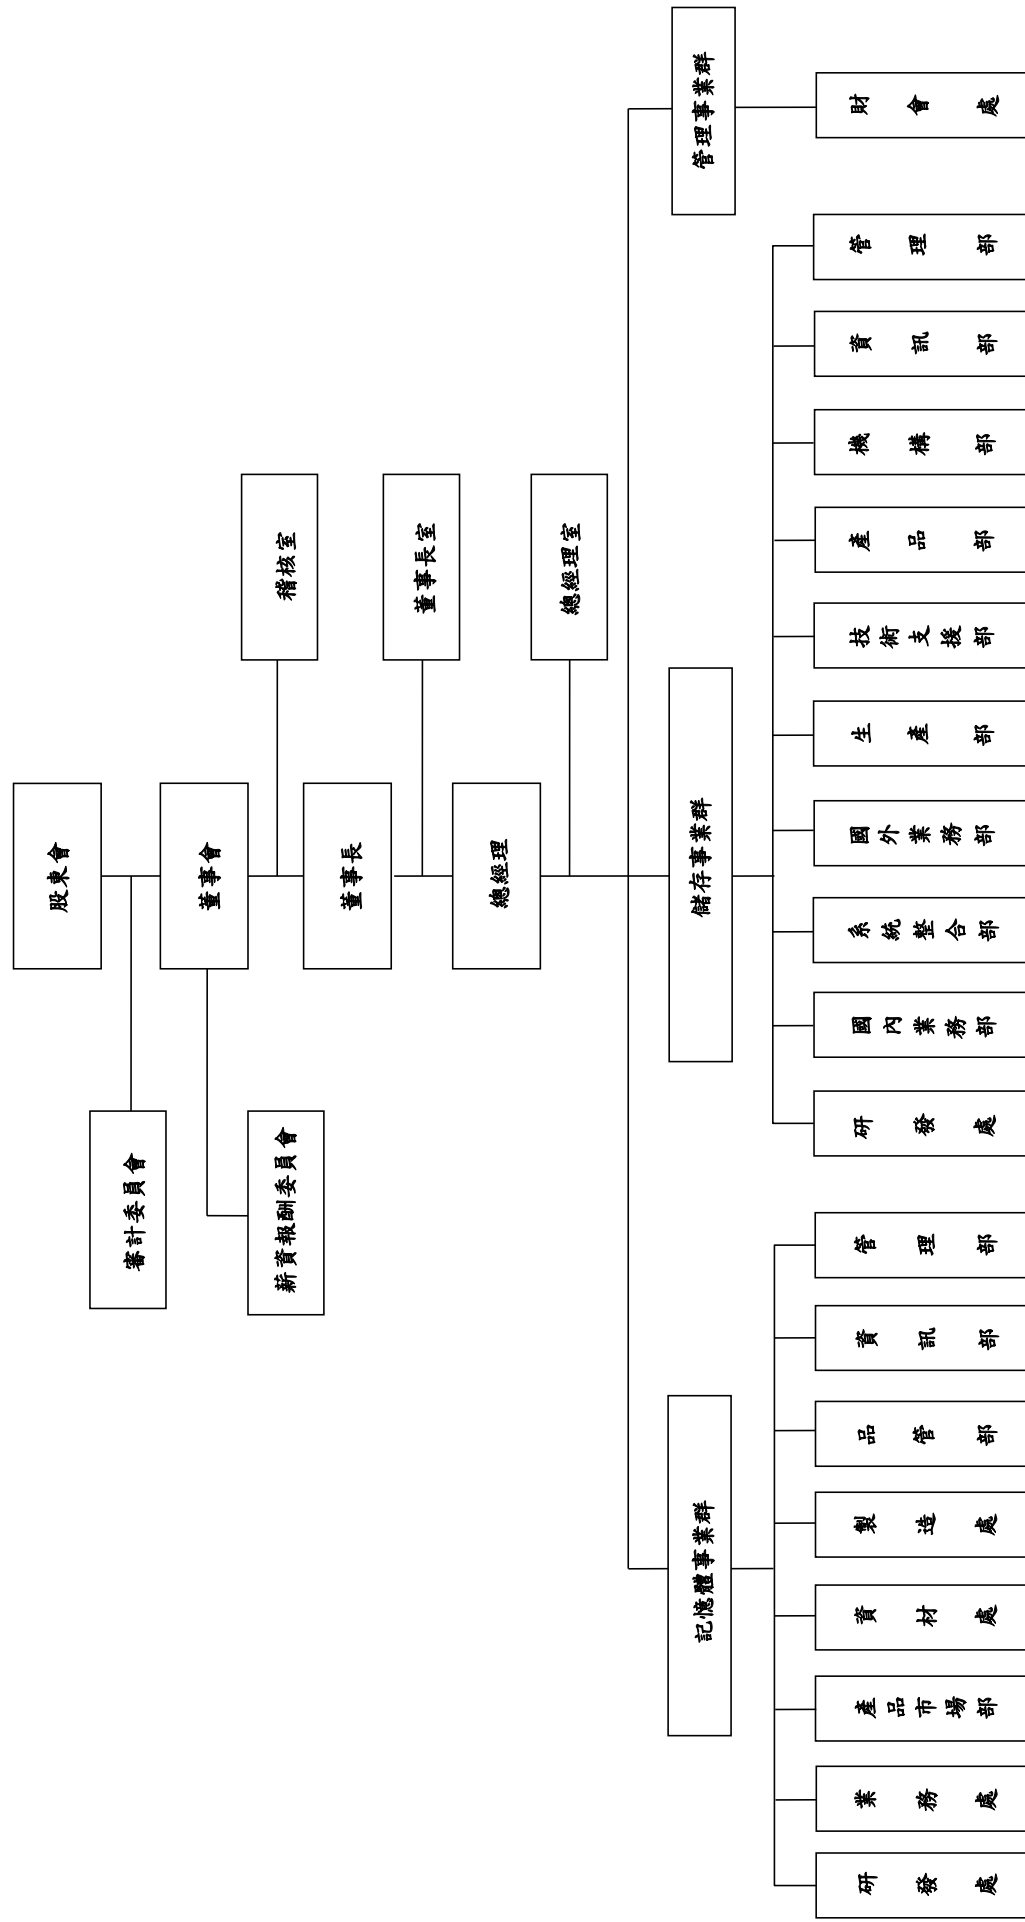 股東會
審計委員會
董事會
薪資報酬委員會
稽核室
董事長
董事長室
總經理
總經理室
記憶體事業群
儲存事業群
管理事業群
研發處
業務處
產品市場部
資材處
製造處
品管部
資訊部
管理部
研發處
國內業務部
系統整合部
國外業務部
生產部
技術支援部
產品部
機構部
資訊部
管理部
財會處